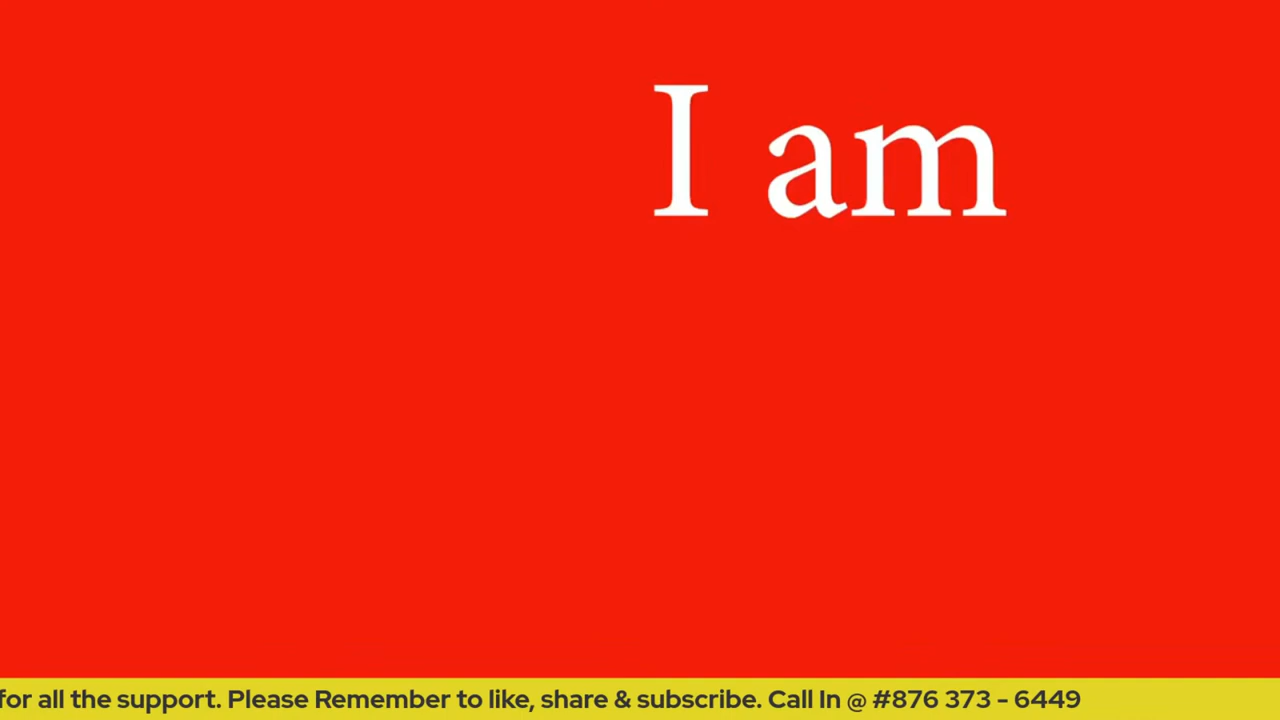 I am
for all the support. Please Remember to like, share & subscribe. Call In @ #876 373 - 6449